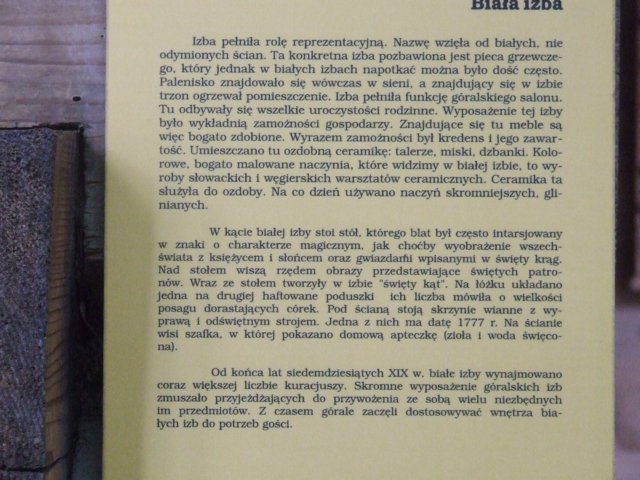 Biała izba
Izba pełniła rolę reprezentacyjną. Nazwę wzięła od białych, nie
odymionych ścian. Ta konkretna izba pozbawiona jest pieca grzewcze-
go, który jednak w białych izbach napotkać można było dość często.
Palenisko znajdowało się wówczas w sieni, a znajdujący się w izbie
trzon ogrzewał pomieszczenie. Izba pełniła funkcję góralskiego salonu.
Tu odbywały się wszelkie uroczystości rodzinne. Wyposażenie tej izby
było wykładnią zamożności gospodarzy. Znajdujące się tu meble są
więc bogato zdobione. Wyrazem zamożności był kredens i jego zawar-
tość. Umieszczano tu ozdobną ceramikę: talerze, miski, dzbanki. Kolo-
rowe, bogato malowane naczynia, które widzimy w białej izbie, to wy-
roby słowackich i węgierskich warsztatów ceramicznych. Ceramika ta
służyła do ozdoby. Na co dzień używano naczyń skromniejszych, gli-
nianych.
W kącie białej izby stoi stół, którego blat był często intarsjowany
w znaki o charakterze magicznym, jak choćby wyobrażenie wszech-
świata z księżycem i słońcem oraz gwiazdami wpisanymi w święty krąg.
Nad stołem wiszą rzędem obrazy przedstawiające świętych patro-
nów. Wraz ze stołem tworzyły w izbie "święty kąt". Na łóżku układano
jedna na drugiej haftowane poduszki ich liczba mówiła o wielkości
posagu dorastających córek. Pod ścianą stoją skrzynie wianne z wy-
prawą i odświętnym strojem. Jedna z nich ma datę 1777 r. Na ścianie
wisi szafka, w której pokazano domową apteczkę (zioła i woda święco-
na).
Od końca lat siedemdziesiątych XIX w. białe izby wynajmowano
coraz większej liczbie kuracjuszy. Skromne wyposażenie góralskich izb
zmuszało przyjeżdżających do przywożenia ze sobą wielu niezbędnych
im przedmiotów. Z czasem górale zaczęli dostosowywać wnętrza bia-
łych izb do potrzeb gości.